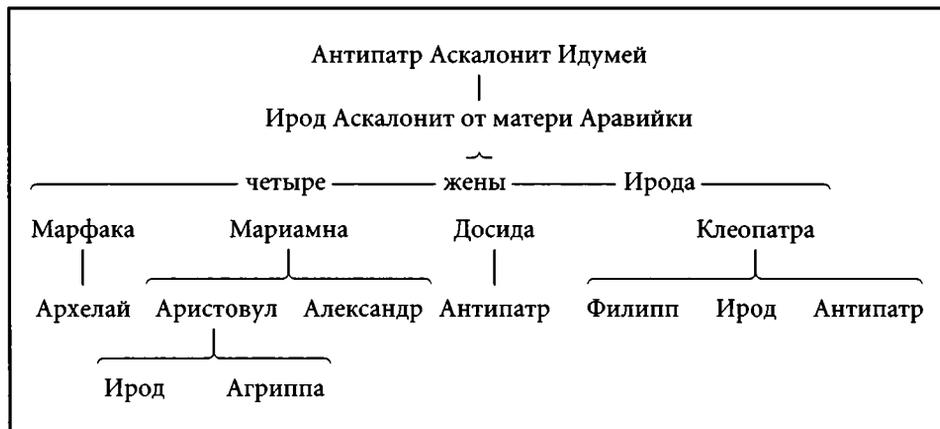 Антипатр Аскалонит Идумей
Ирод Аскалонит от матери Аравийки
четыре жены Ирода
Марфака Мариамна Досида Клеопатра
Архелай Аристовул Александр Антипатр Филипп Ирод Антипатр
Ирод Агриппа